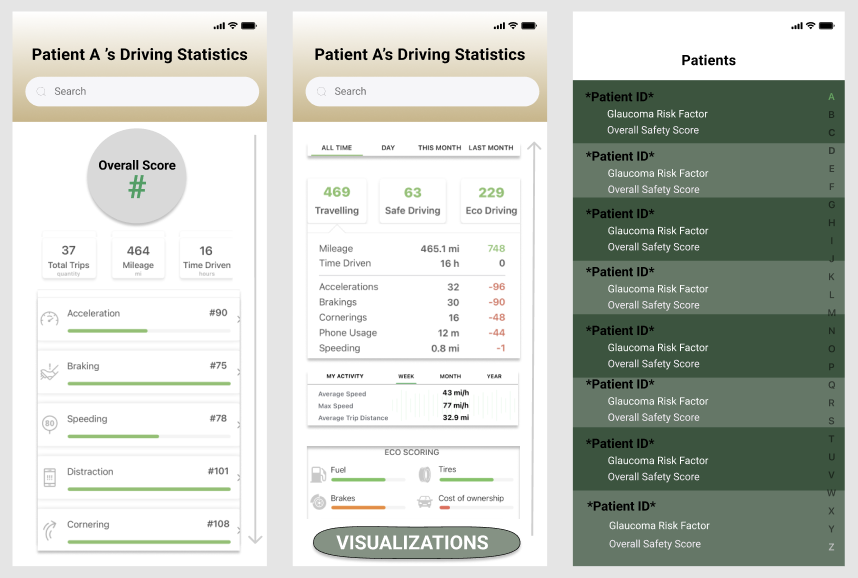 Patient A 's Driving Statistics
Search
Overall Score
#
37
Total Trips
quantity
464
Mileage
mi
16
Time Driven
hours
Acceleration #90
Braking #75
80
Speeding #78
Distraction #101
Cornering #108
Patient A's Driving Statistics
Search
ALL TIME DAY THIS MONTH LAST MONTH
469
Travelling
63
Safe Driving
229
Eco Driving
Mileage 465.1 mi 748
Time Driven 16 h 0
Accelerations 32 -96
Brakings 30 -90
Cornerings 16 -48
Phone Usage 12 m -44
Speeding 0.8 mi -1
MY ACTIVITY WEEK MONTH YEAR
Average Speed 43 mi/h
Max Speed 77 mi/h
Average Trip Distance 32.9 mi
ECO SCORING
Fuel Tires
Brakes Cost of ownership
VISUALIZATIONS
Patients
*Patient ID*
Glaucoma Risk Factor
Overall Safety Score
*Patient ID*
Glaucoma Risk Factor
Overall Safety Score
*Patient ID*
Glaucoma Risk Factor
Overall Safety Score
*Patient ID*
Glaucoma Risk Factor
Overall Safety Score
*Patient ID*
Glaucoma Risk Factor
Overall Safety Score
*Patient ID*
Glaucoma Risk Factor
Overall Safety Score
*Patient ID*
Glaucoma Risk Factor
Overall Safety Score
*Patient ID*
Glaucoma Risk Factor
Overall Safety Score
A
B
C
D
E
F
G
H
I
J
K
L
M
N
O
P
Q
R
S
T
U
V
W
X
Y
Z